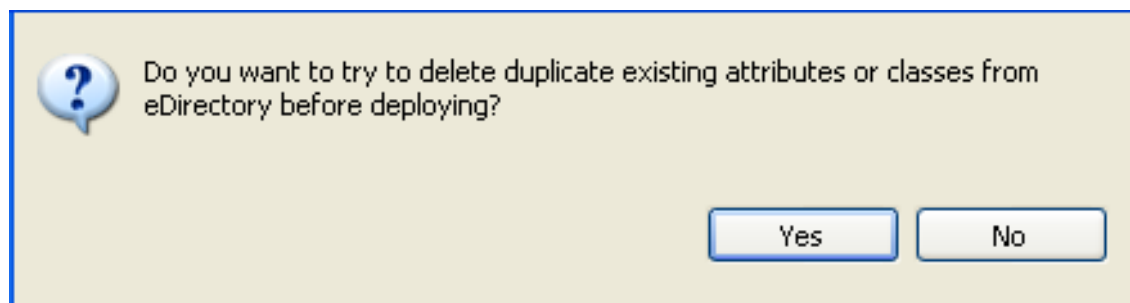 Do you want to try to delete duplicate existing attributes or classes from
eDirectory before deploying?
Yes
No